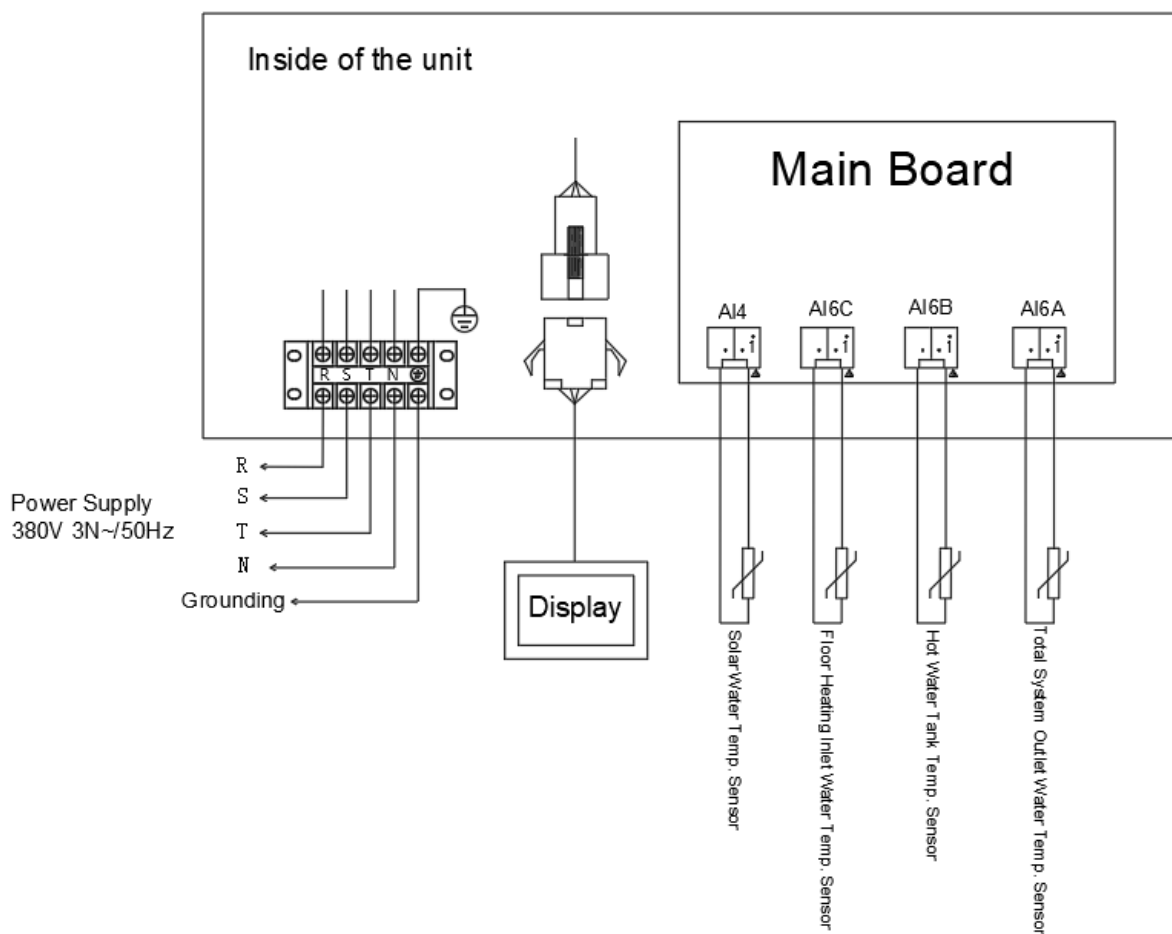 Inside of the unit
Main Board
AI4
AI6C
AI6B
AI6A
R S T N
R
S
Power Supply
380V 3N~/50Hz
T
N
Grounding
Display
SolarWater Temp. Sensor
Floor Heating Inlet Water Temp. Sensor
Hot Water Tank Temp. Sensor
Total System Outlet Water Temp. Sensor